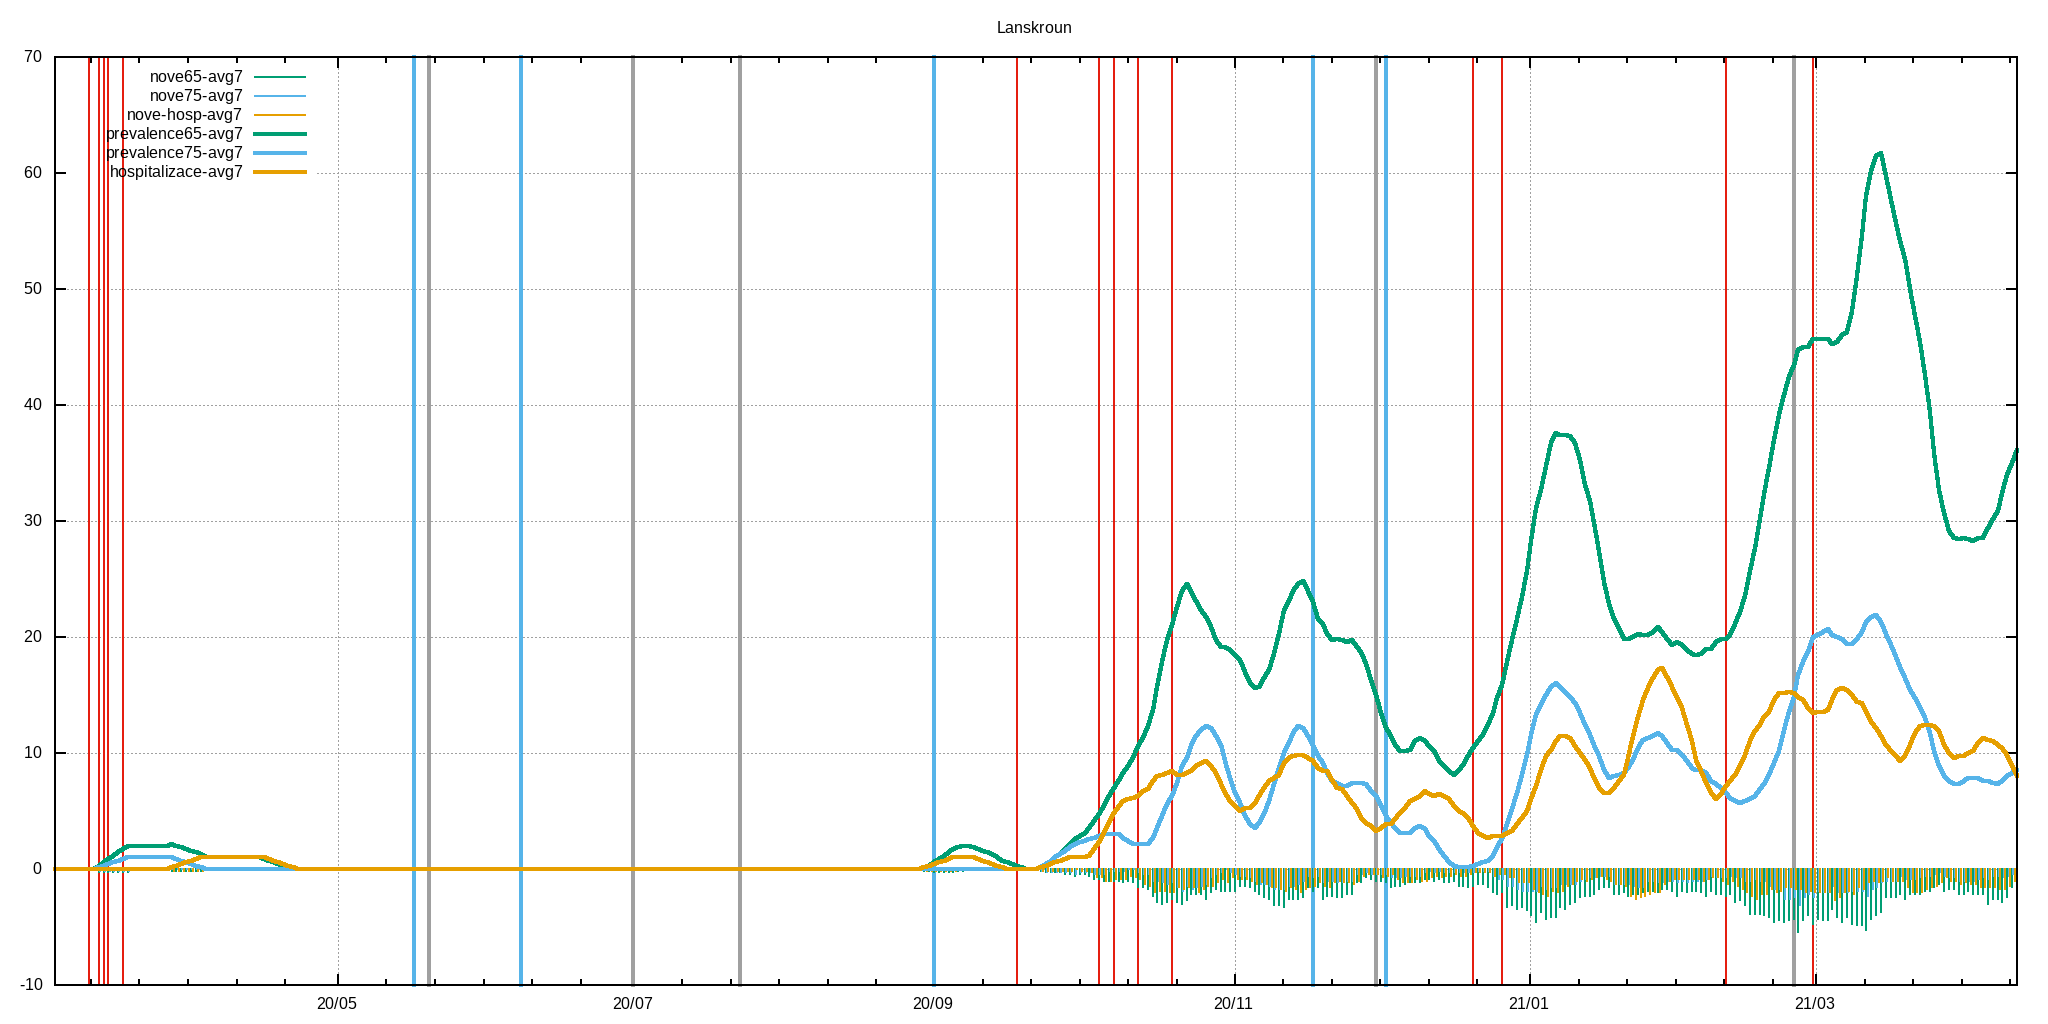 Lanskroun
70
60
50
40
30
20
10
0
-10
nove65-avg7
nove75-avg7
nove-hosp-avg7
prevalence65-avg7
prevalence75-avg7
hospitalizace-avg7
20/05 20/07 20/09 20/11 21/01 21/03